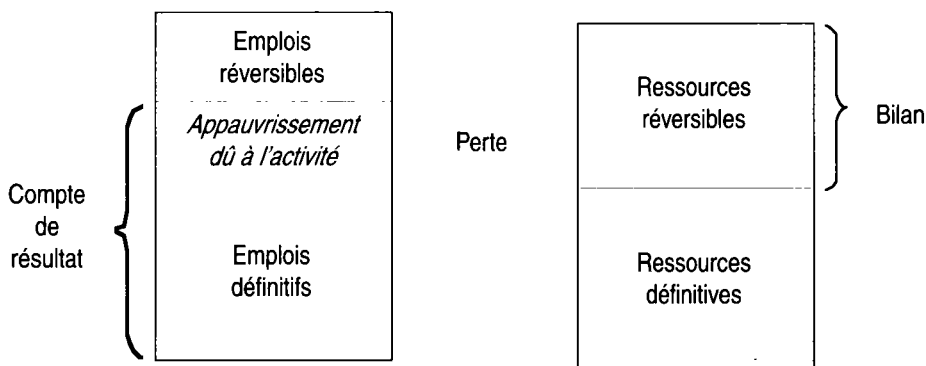 Emplois
réversibles
Appauvrissement
dû à l'activité
Emplois
définitifs
Compte
de
résultat
Perte
Ressources
réversibles
Ressources
définitives
Bilan